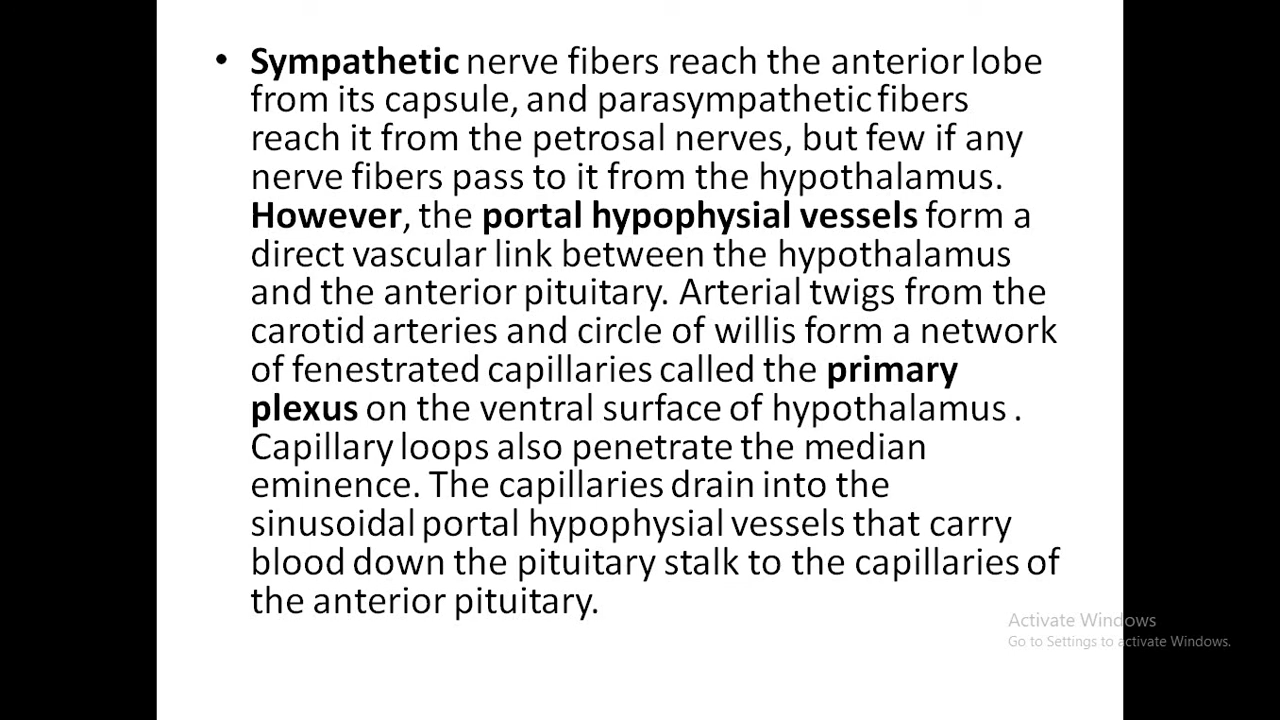 • Sympathetic nerve fibers reach the anterior lobe
from its capsule, and parasympathetic fibers
reach it from the petrosal nerves, but few if any
nerve fibers pass to it from the hypothalamus.
However, the portal hypophysial vessels form a
direct vascular link between the hypothalamus
and the anterior pituitary. Arterial twigs from the
carotid arteries and circle of willis form a network
of fenestrated capillaries called the primary
plexus on the ventral surface of hypothalamus .
Capillary loops also penetrate the median
eminence. The capillaries drain into the
sinusoidal portal hypophysial vessels that carry
blood down the pituitary stalk to the capillaries of
the anterior pituitary.
Activate Windows
Go to Settings to activate Windows.